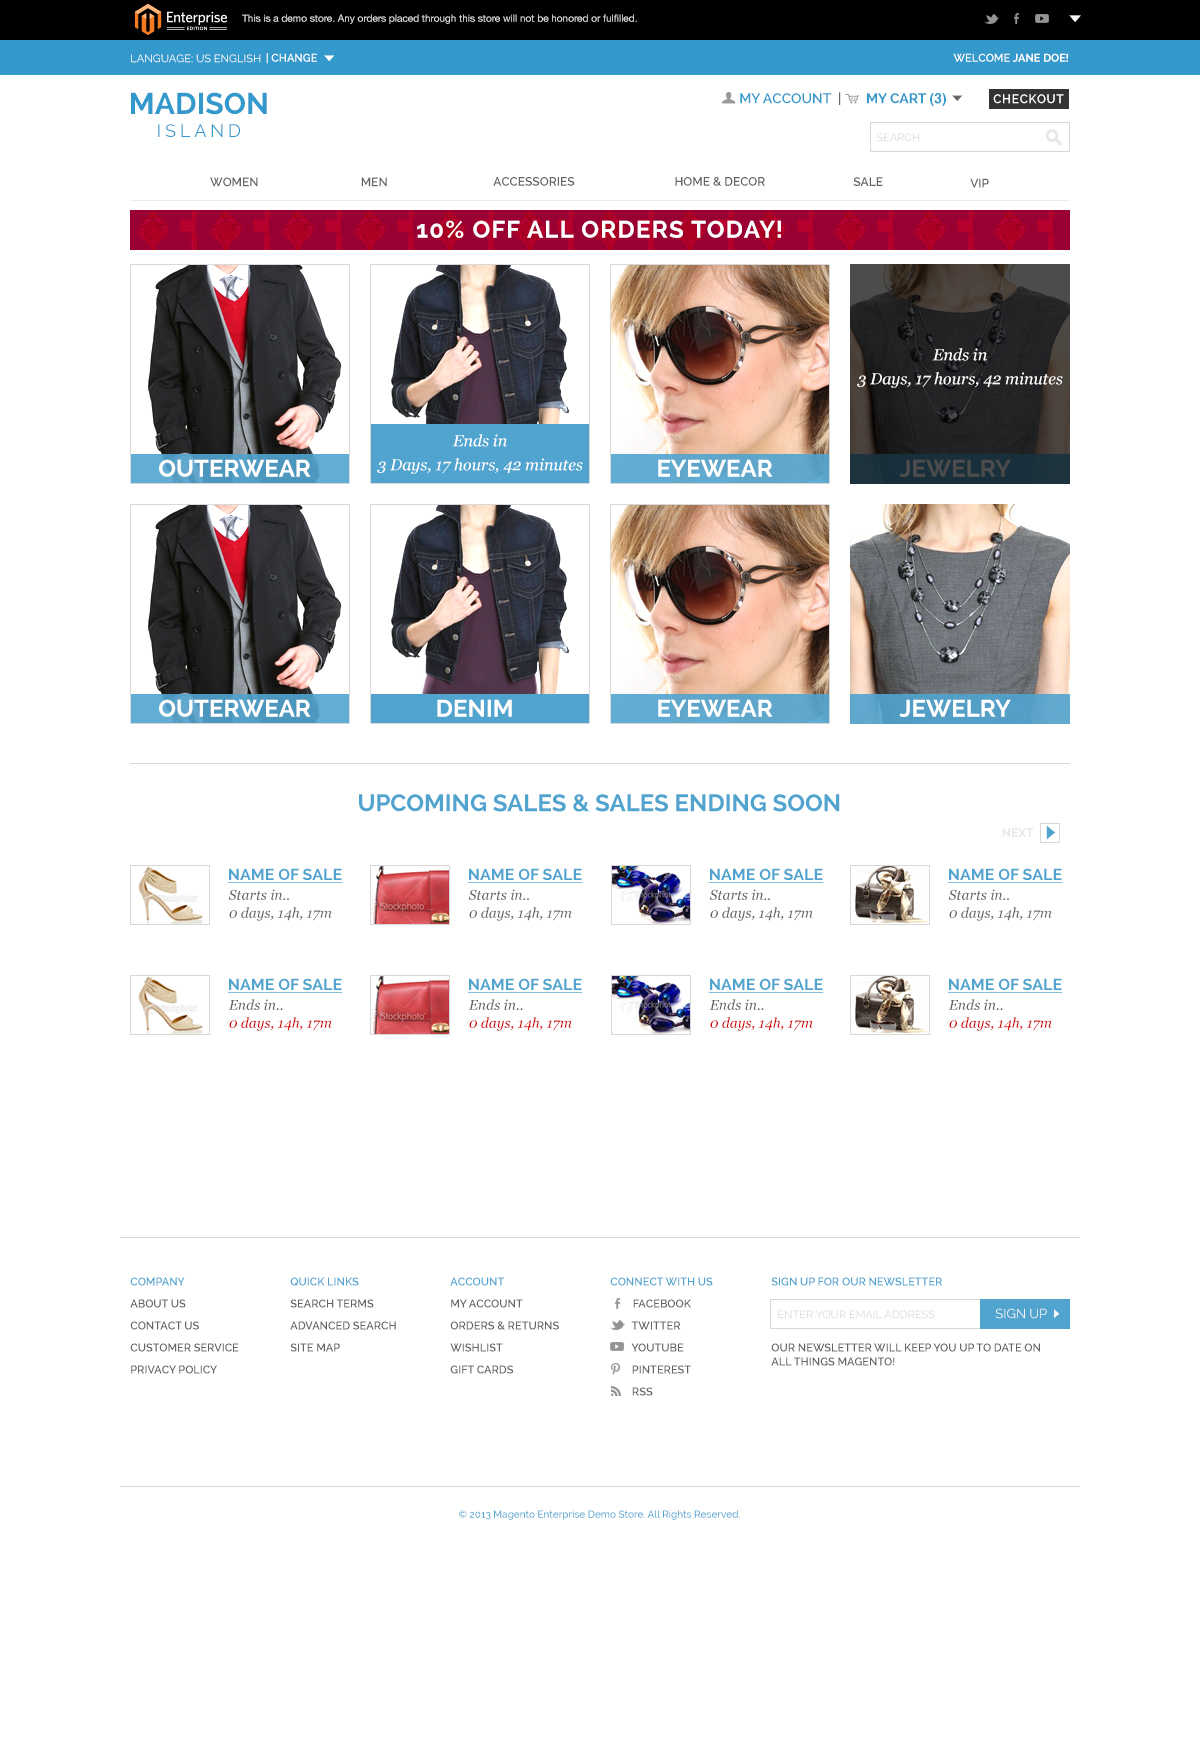 Enterprise
EDITION
This is a demo store. Any orders placed through this store will not be honored or fulfilled.
LANGUAGE: US ENGLISH | CHANGE
WELCOME JANE DOE!
MADISON
ISLAND
MY ACCOUNT | MY CART (3)
CHECKOUT
SEARCH
WOMEN MEN ACCESSORIES HOME & DECOR SALE VIP
10% OFF ALL ORDERS TODAY!
OUTERWEAR
Ends in
3 Days, 17 hours, 42 minutes
EYEWEAR
Ends in
3 Days, 17 hours, 42 minutes
JEWELRY
OUTERWEAR
DENIM
EYEWEAR
JEWELRY
UPCOMING SALES & SALES ENDING SOON
NEXT
NAME OF SALE
Starts in..
0 days, 14h, 17m
iStockphoto
NAME OF SALE
Starts in..
0 days, 14h, 17m
NAME OF SALE
Starts in..
0 days, 14h, 17m
NAME OF SALE
Starts in..
0 days, 14h, 17m
NAME OF SALE
Ends in..
0 days, 14h, 17m
iStockphoto
NAME OF SALE
Ends in..
0 days, 14h, 17m
NAME OF SALE
Ends in..
0 days, 14h, 17m
NAME OF SALE
Ends in..
0 days, 14h, 17m
COMPANY
ABOUT US
CONTACT US
CUSTOMER SERVICE
PRIVACY POLICY
QUICK LINKS
SEARCH TERMS
ADVANCED SEARCH
SITE MAP
ACCOUNT
MY ACCOUNT
ORDERS & RETURNS
WISHLIST
GIFT CARDS
CONNECT WITH US
FACEBOOK
TWITTER
YOUTUBE
PINTEREST
RSS
SIGN UP FOR OUR NEWSLETTER
ENTER YOUR EMAIL ADDRESS
SIGN UP
OUR NEWSLETTER WILL KEEP YOU UP TO DATE ON
ALL THINGS MAGENTO!
© 2013 Magento Enterprise Demo Store. All Rights Reserved.